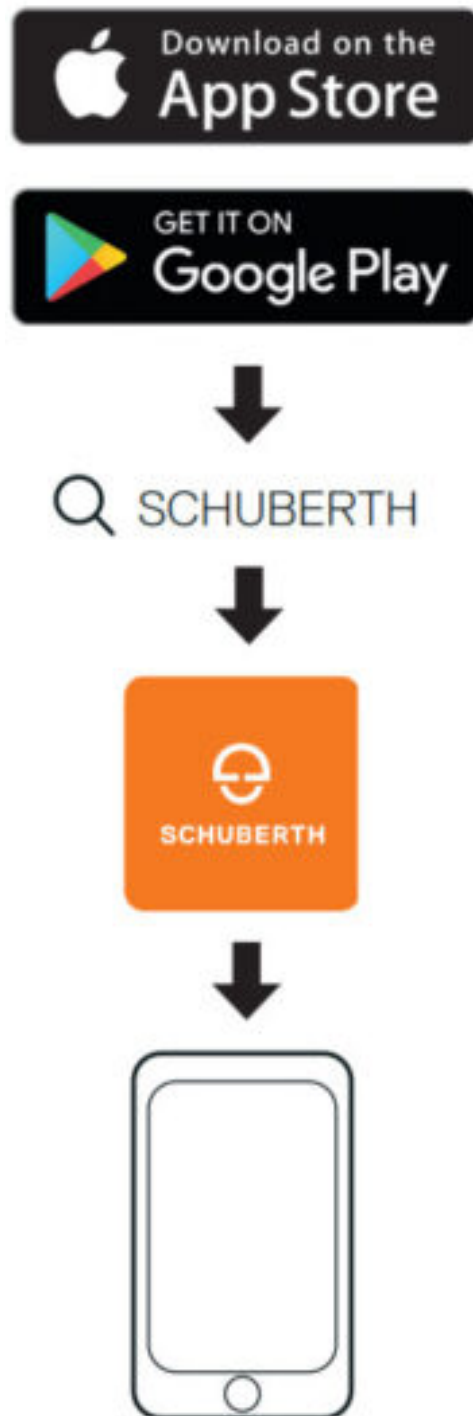 Download on the
App Store
GET IT ON
Google Play
SCHUBERTH
SCHUBERTH